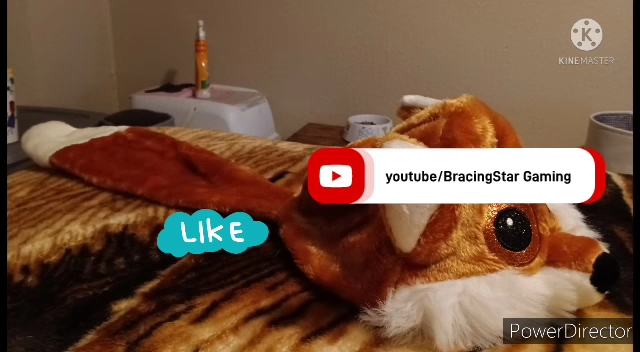 K
KINEMASTER
youtube/BracingStar Gaming
LIKE
PowerDirector